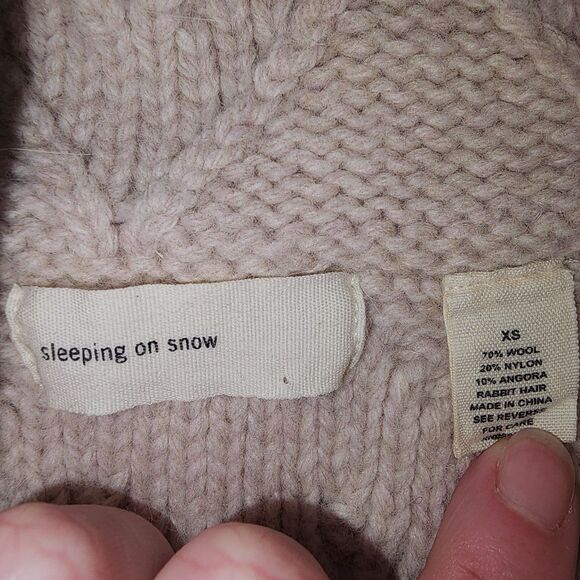 sleeping on snow
XS
70% WOOL
20% NYLON
10% ANGORA
RABBIT HAIR
MADE IN CHINA
SEE REVERSE
FOR CARE